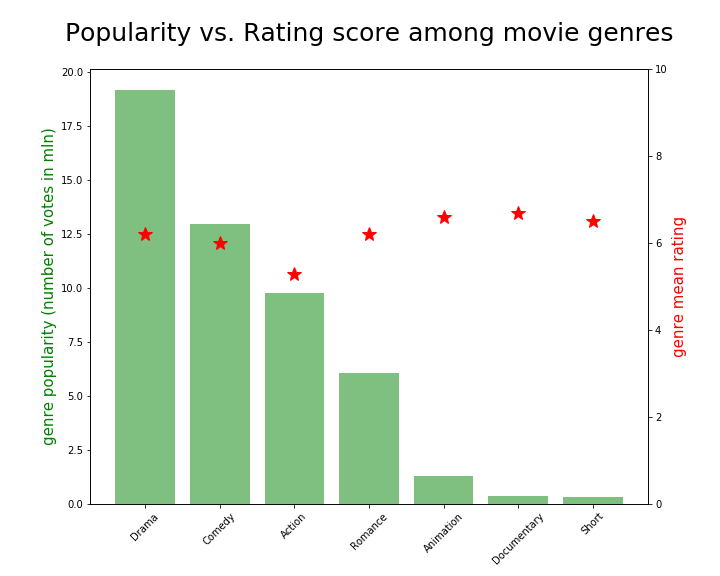 Popularity vs. Rating score among movie genres
genre popularity (number of votes in mln)
20.0
17.5
15.0
12.5
10.0
7.5
5.0
2.5
0.0
10
8
6
4
2
0
genre mean rating
Drama
Comedy
Action
Romance
Animation
Documentary
Short